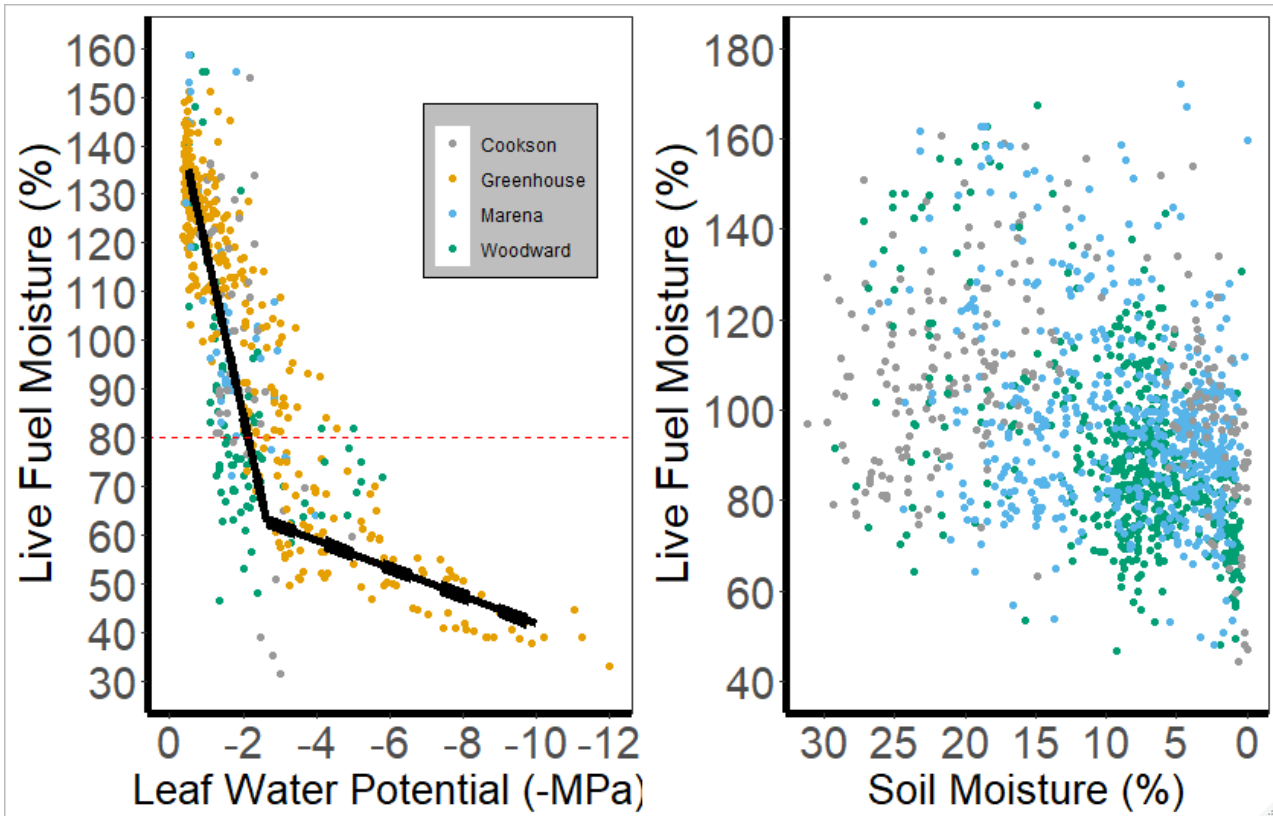 Live Fuel Moisture (%)
160
150
140
130
120
110
100
90
80
70
60
50
40
30
0 -2 -4 -6 -8 -10 -12
Leaf Water Potential (-MPa)
Cookson
Greenhouse
Marena
Woodward
Live Fuel Moisture (%)
180
160
140
120
100
80
60
40
30 25 20 15 10 5 0
Soil Moisture (%)